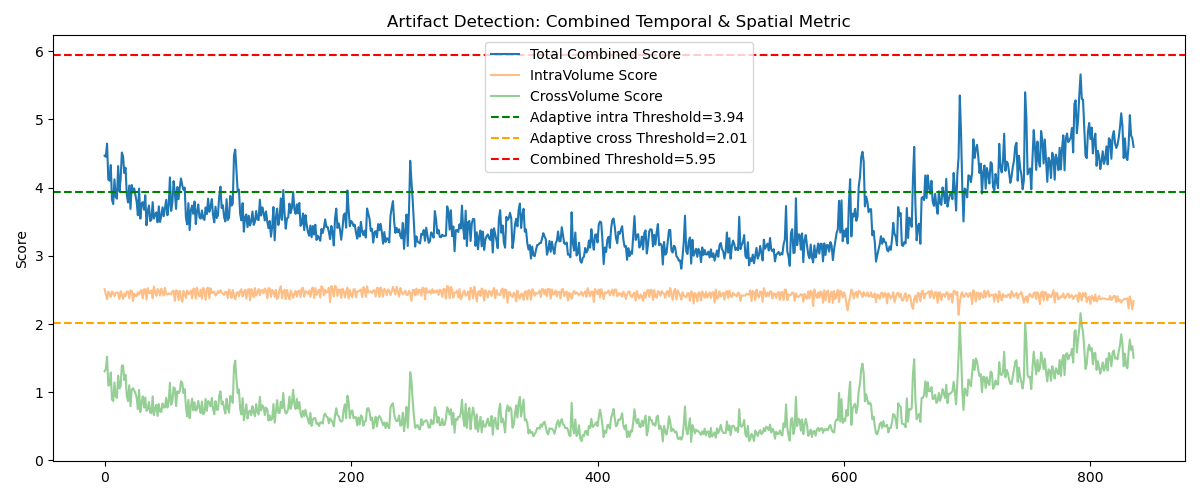 Artifact Detection: Combined Temporal & Spatial Metric
Score
6
5
4
3
2
1
0
0
200
400
600
800
Total Combined Score
IntraVolume Score
CrossVolume Score
Adaptive intra Threshold=3.94
Adaptive cross Threshold=2.01
Combined Threshold=5.95